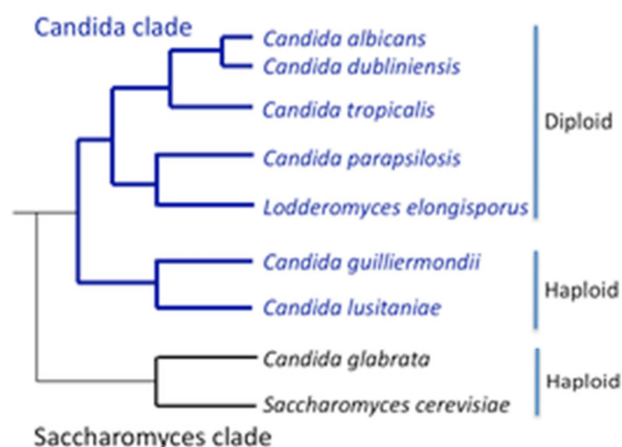 Candida clade
Candida albicans
Candida dubliniensis
Candida tropicalis
Diploid
Candida parapsilosis
Lodderomyces elongisporus
Candida guilliermondii
Haploid
Candida lusitaniae
Candida glabrata
Haploid
Saccharomyces cerevisiae
Saccharomyces clade